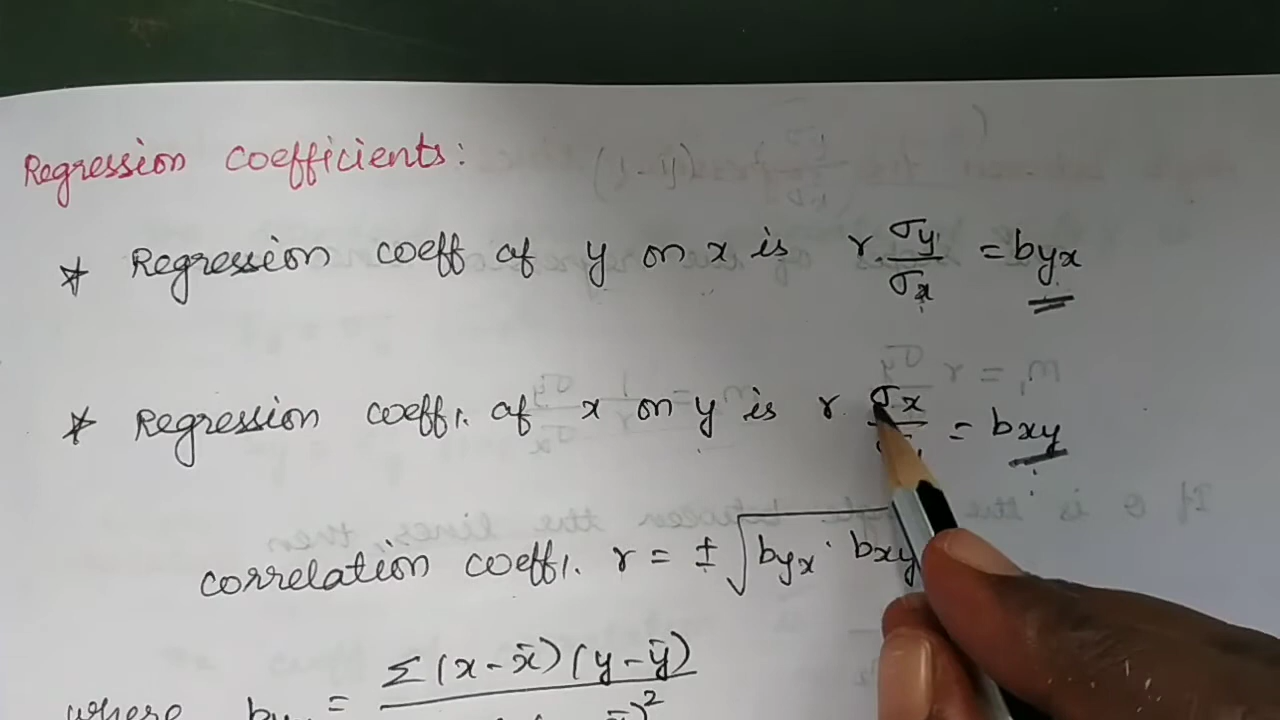 Regression coefficients:
* Regression coeff of y on x is r. σy/σx = byx
* Regression coeff. of x on y is r. σx = bxy
correlation coeff. r = ± √byx · bxy
where = Σ(x-x̄)(y-ȳ)